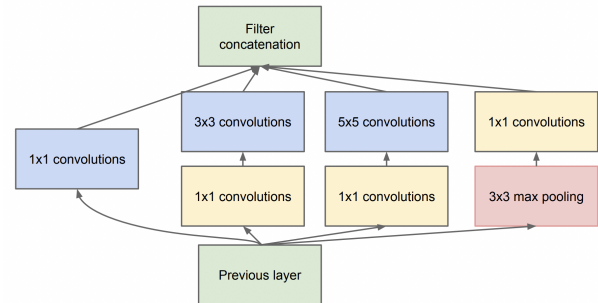 Filter
concatenation
3x3 convolutions
5x5 convolutions
1x1 convolutions
1x1 convolutions
1x1 convolutions
1x1 convolutions
3x3 max pooling
Previous layer